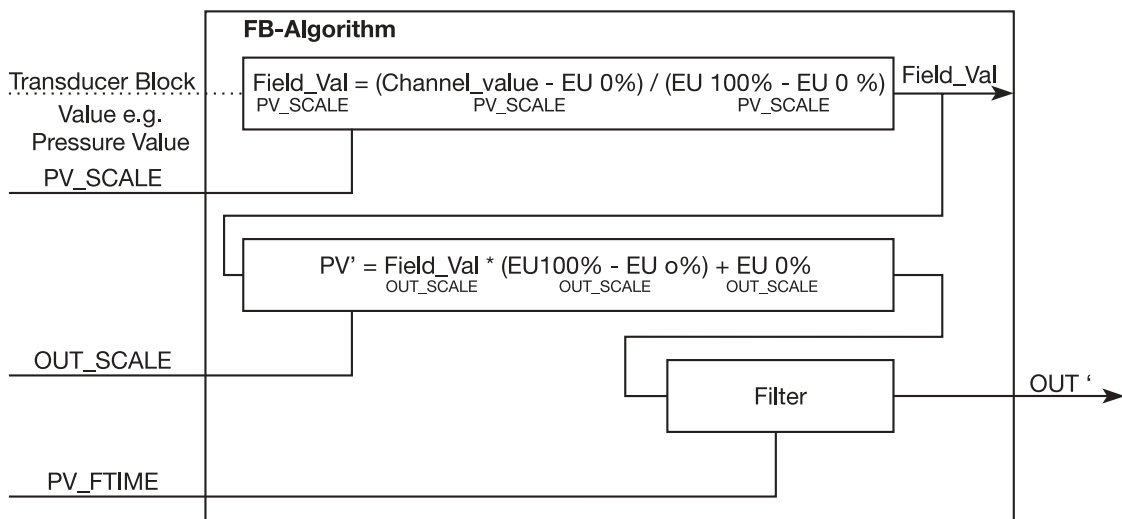 FB-Algorithm
Transducer Block
Field_Val = (Channel_value - EU 0%) / (EU 100% - EU 0 %)
PV_SCALE PV_SCALE PV_SCALE
Field_Val
Value e.g.
Pressure Value
PV_SCALE
PV’ = Field_Val * (EU100% - EU o%) + EU 0%
OUT_SCALE OUT_SCALE OUT_SCALE
OUT_SCALE
Filter
OUT ‘
PV_FTIME